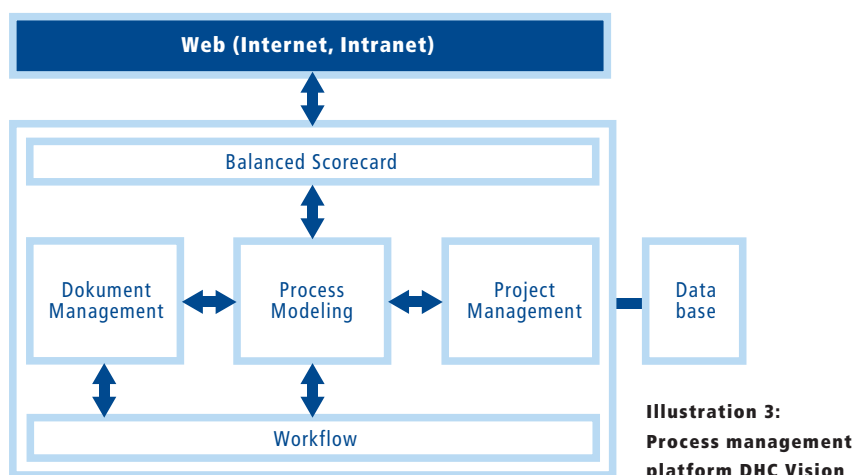 Web (Internet, Intranet)
Balanced Scorecard
Dokument
Management
Process
Modeling
Project
Management
Data
base
Workflow
Illustration 3:
Process management
platform DHC Vision